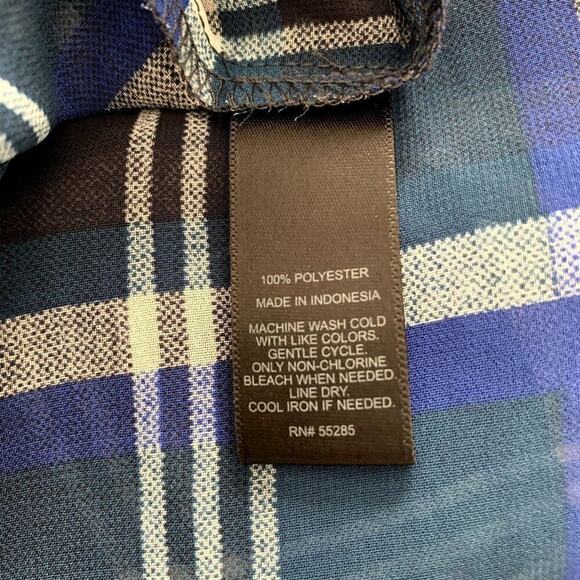 100% POLYESTER
MADE IN INDONESIA
MACHINE WASH COLD
WITH LIKE COLORS.
GENTLE CYCLE.
ONLY NON-CHLORINE
BLEACH WHEN NEEDED.
LINE DRY.
COOL IRON IF NEEDED.
RN# 55285